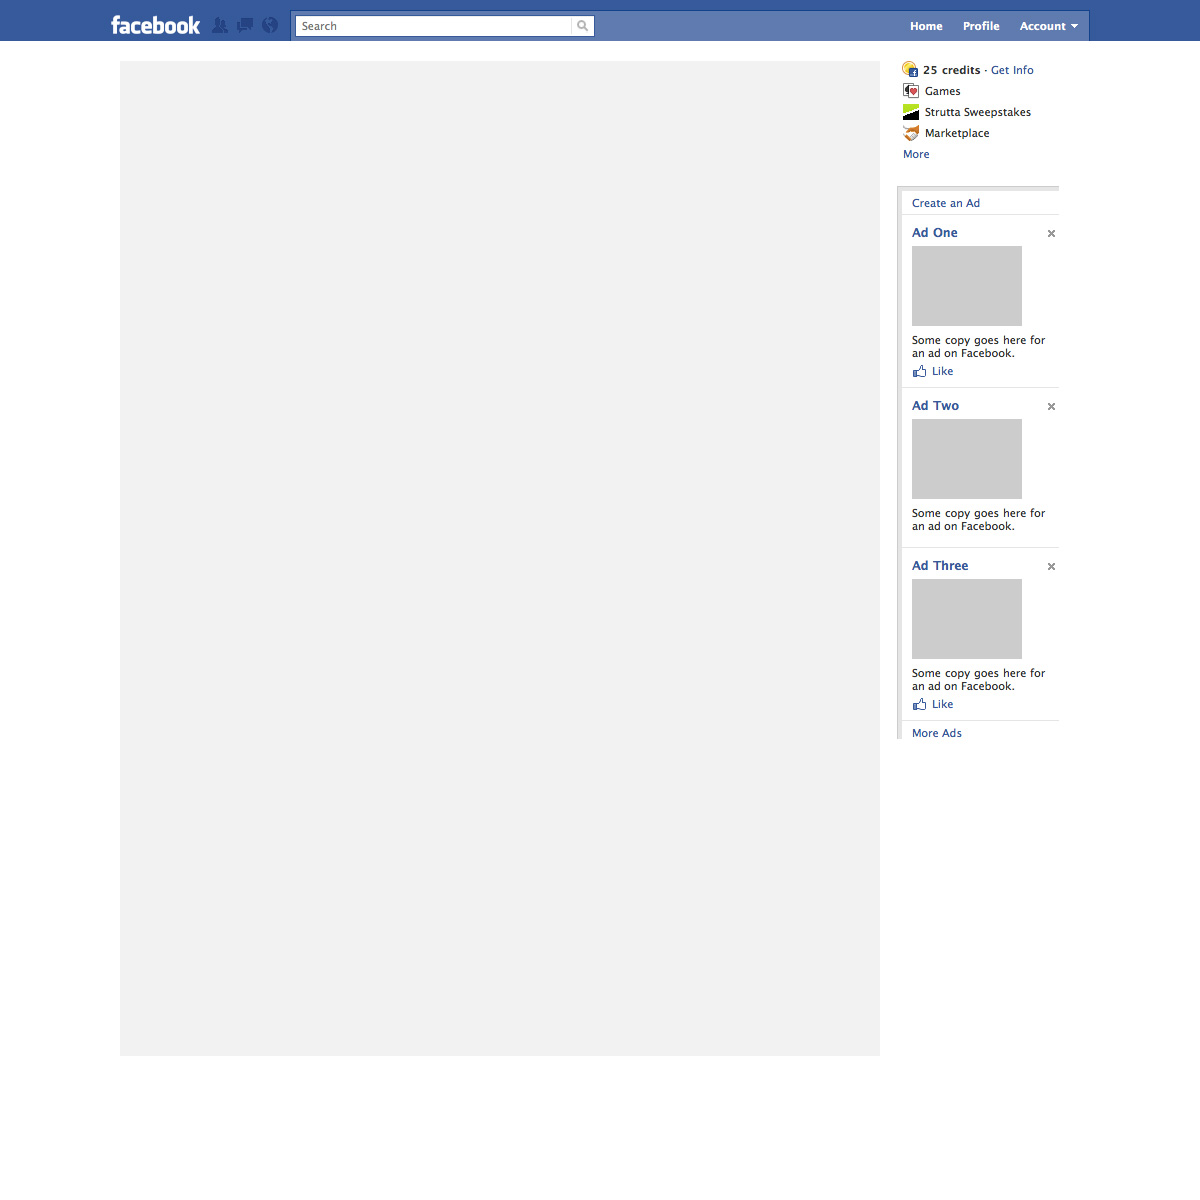 facebook
Search
Home Profile Account
25 credits · Get Info
Games
Strutta Sweepstakes
Marketplace
More
Create an Ad
Ad One
Some copy goes here for
an ad on Facebook.
Like
Ad Two
Some copy goes here for
an ad on Facebook.
Ad Three
Some copy goes here for
an ad on Facebook.
Like
More Ads